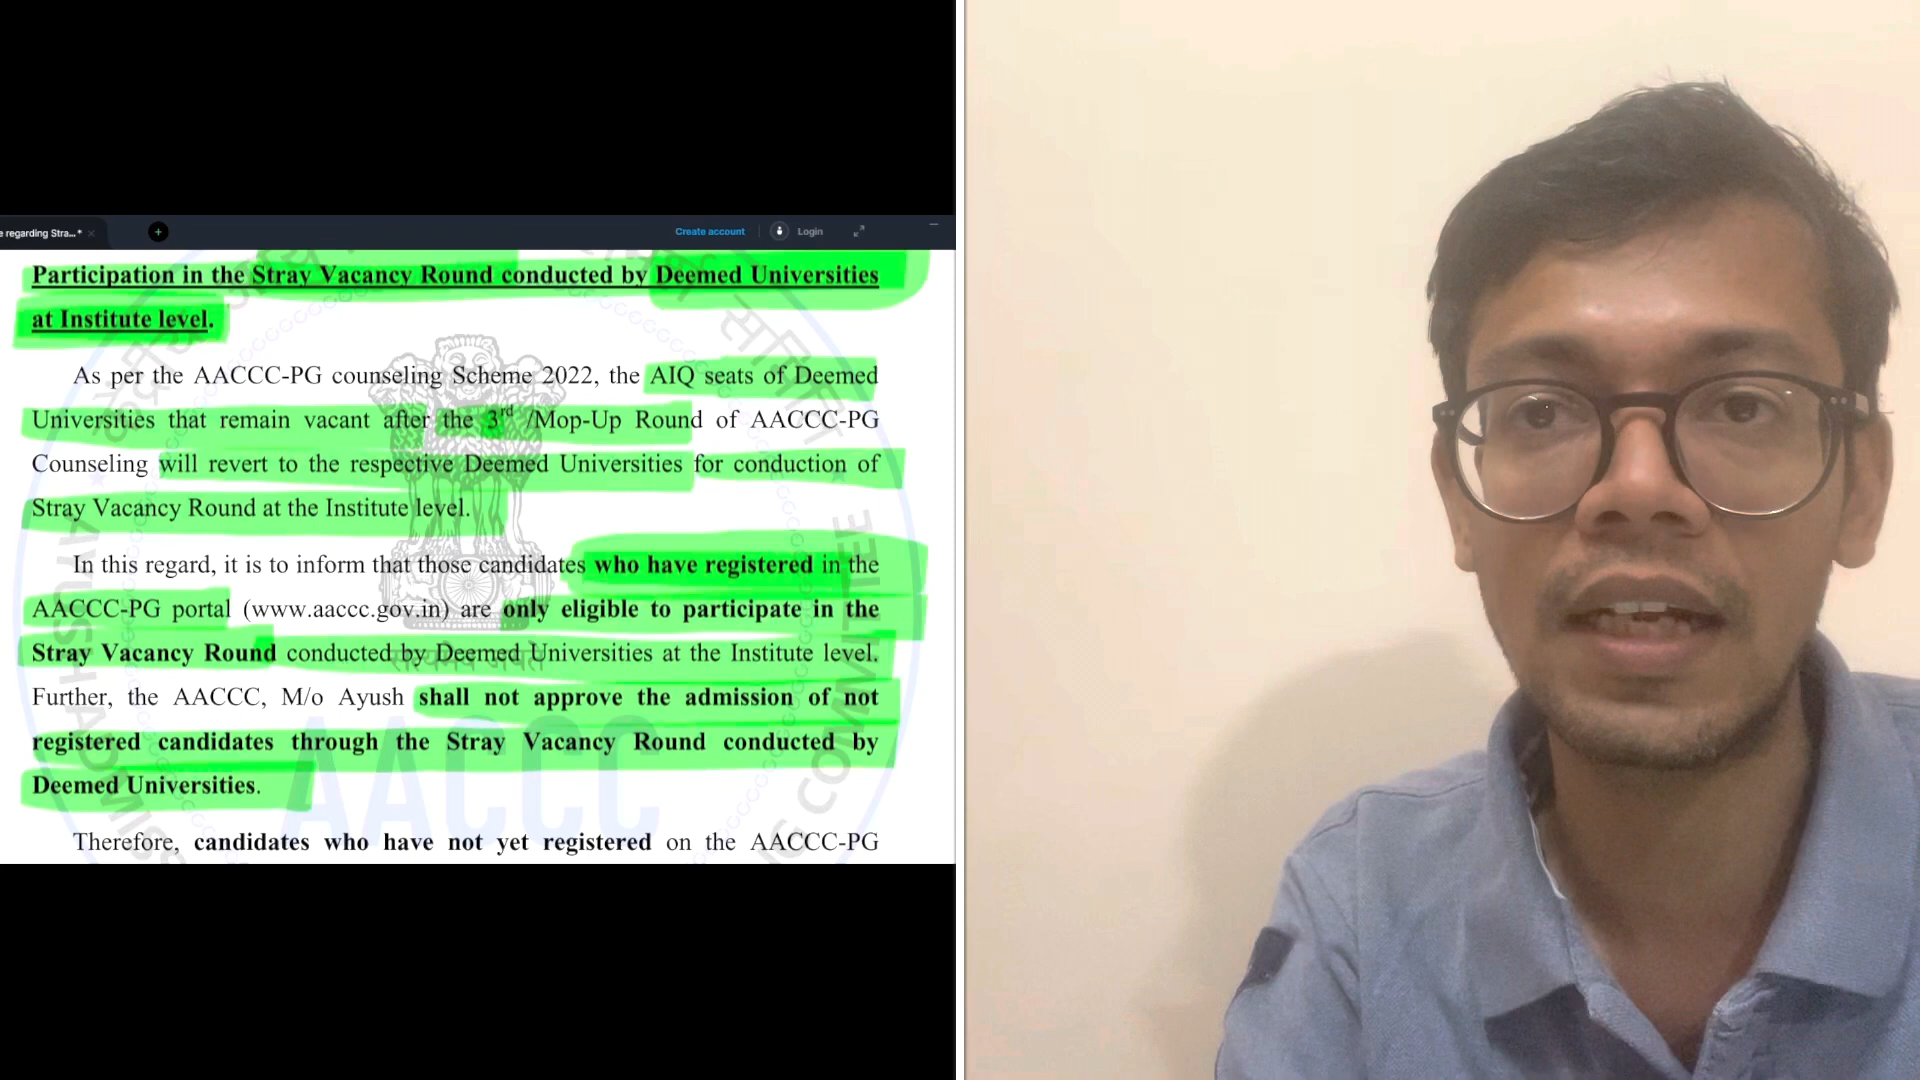 e regarding Stra...*
Create account
Login
Participation in the Stray Vacancy Round conducted by Deemed Universities
at Institute level.
As per the AACCC-PG counseling Scheme 2022, the AIQ seats of Deemed
Universities that remain vacant after the 3rd /Mop-Up Round of AACCC-PG
Counseling will revert to the respective Deemed Universities for conduction of
Stray Vacancy Round at the Institute level.
In this regard, it is to inform that those candidates who have registered in the
AACCC-PG portal (www.aaccc.gov.in) are only eligible to participate in the
Stray Vacancy Round conducted by Deemed Universities at the Institute level.
Further, the AACCC, M/o Ayush shall not approve the admission of not
registered candidates through the Stray Vacancy Round conducted by
Deemed Universities.
Therefore, candidates who have not yet registered on the AACCC-PG
सत्यमेव जयते
AACCC